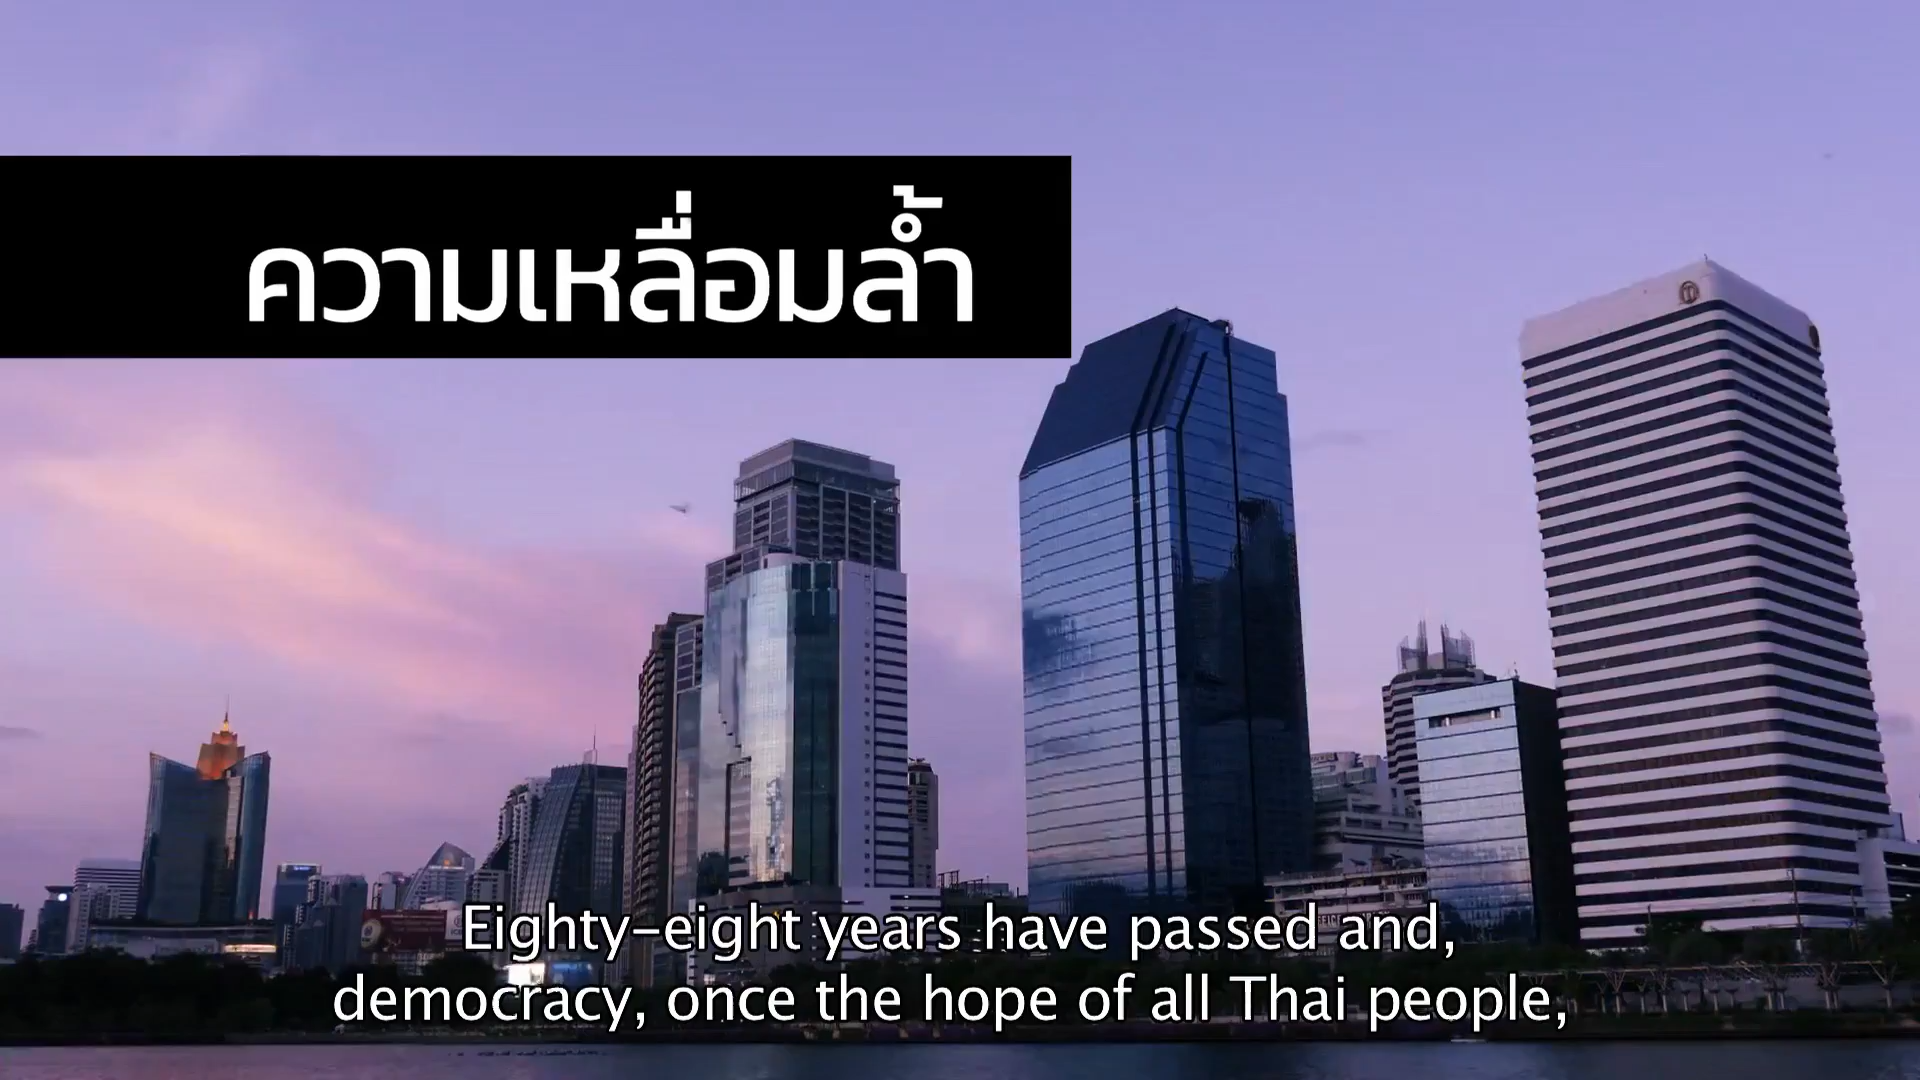 ความเหลื่อมล้ำ
Eighty-eight years have passed and,
democracy, once the hope of all Thai people,